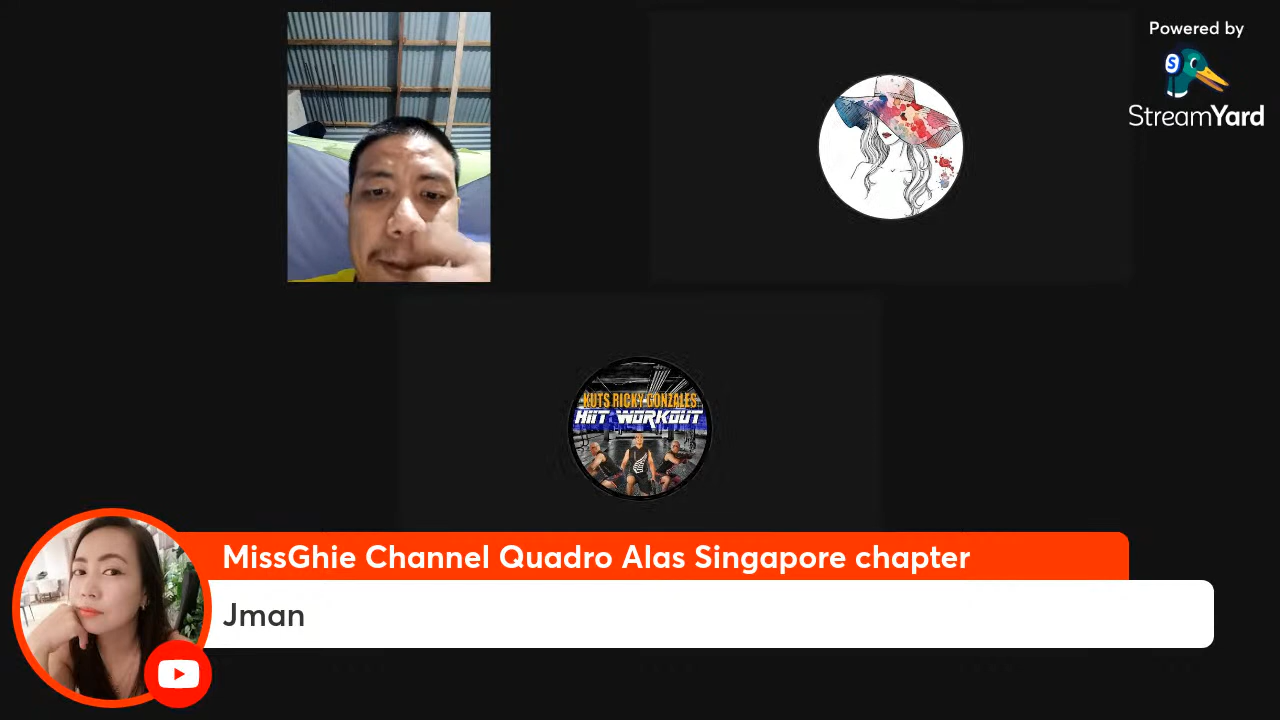 Powered by
StreamYard
KUTS RICKY GONZALES
HIIT WORKOUT
MissGhie Channel Quadro Alas Singapore chapter
Jman